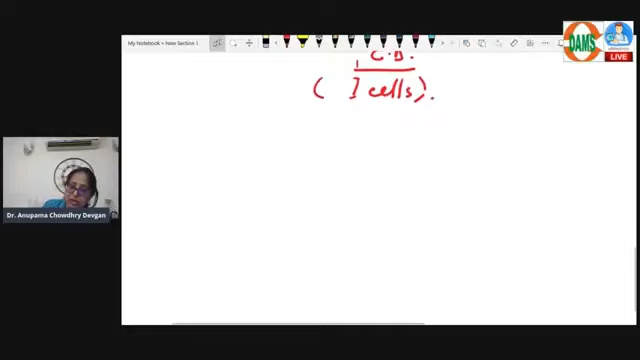 My Notebook » New Section 1
C.D.
( I cells).
DAMS
LIVE
Dr. Anupama Chowdhry Devgan